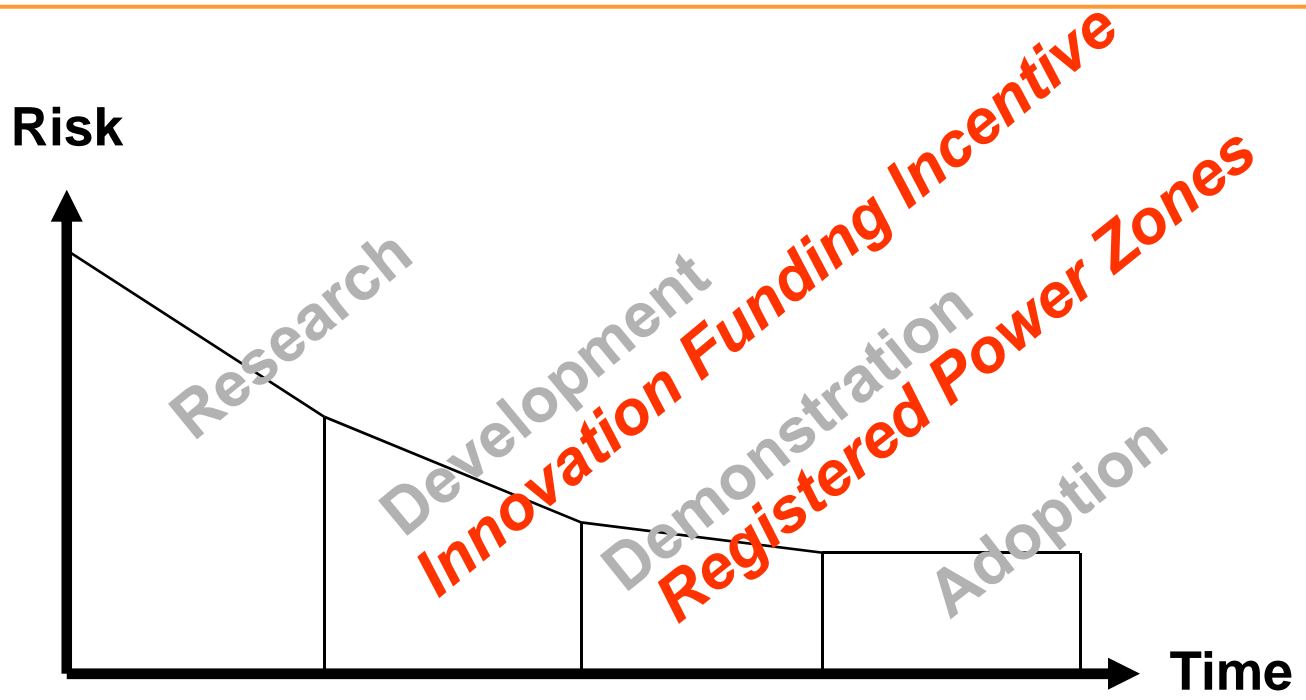 Risk
Research
Development
Innovation Funding Incentive
Demonstration
Registered Power Zones
Adoption
Time